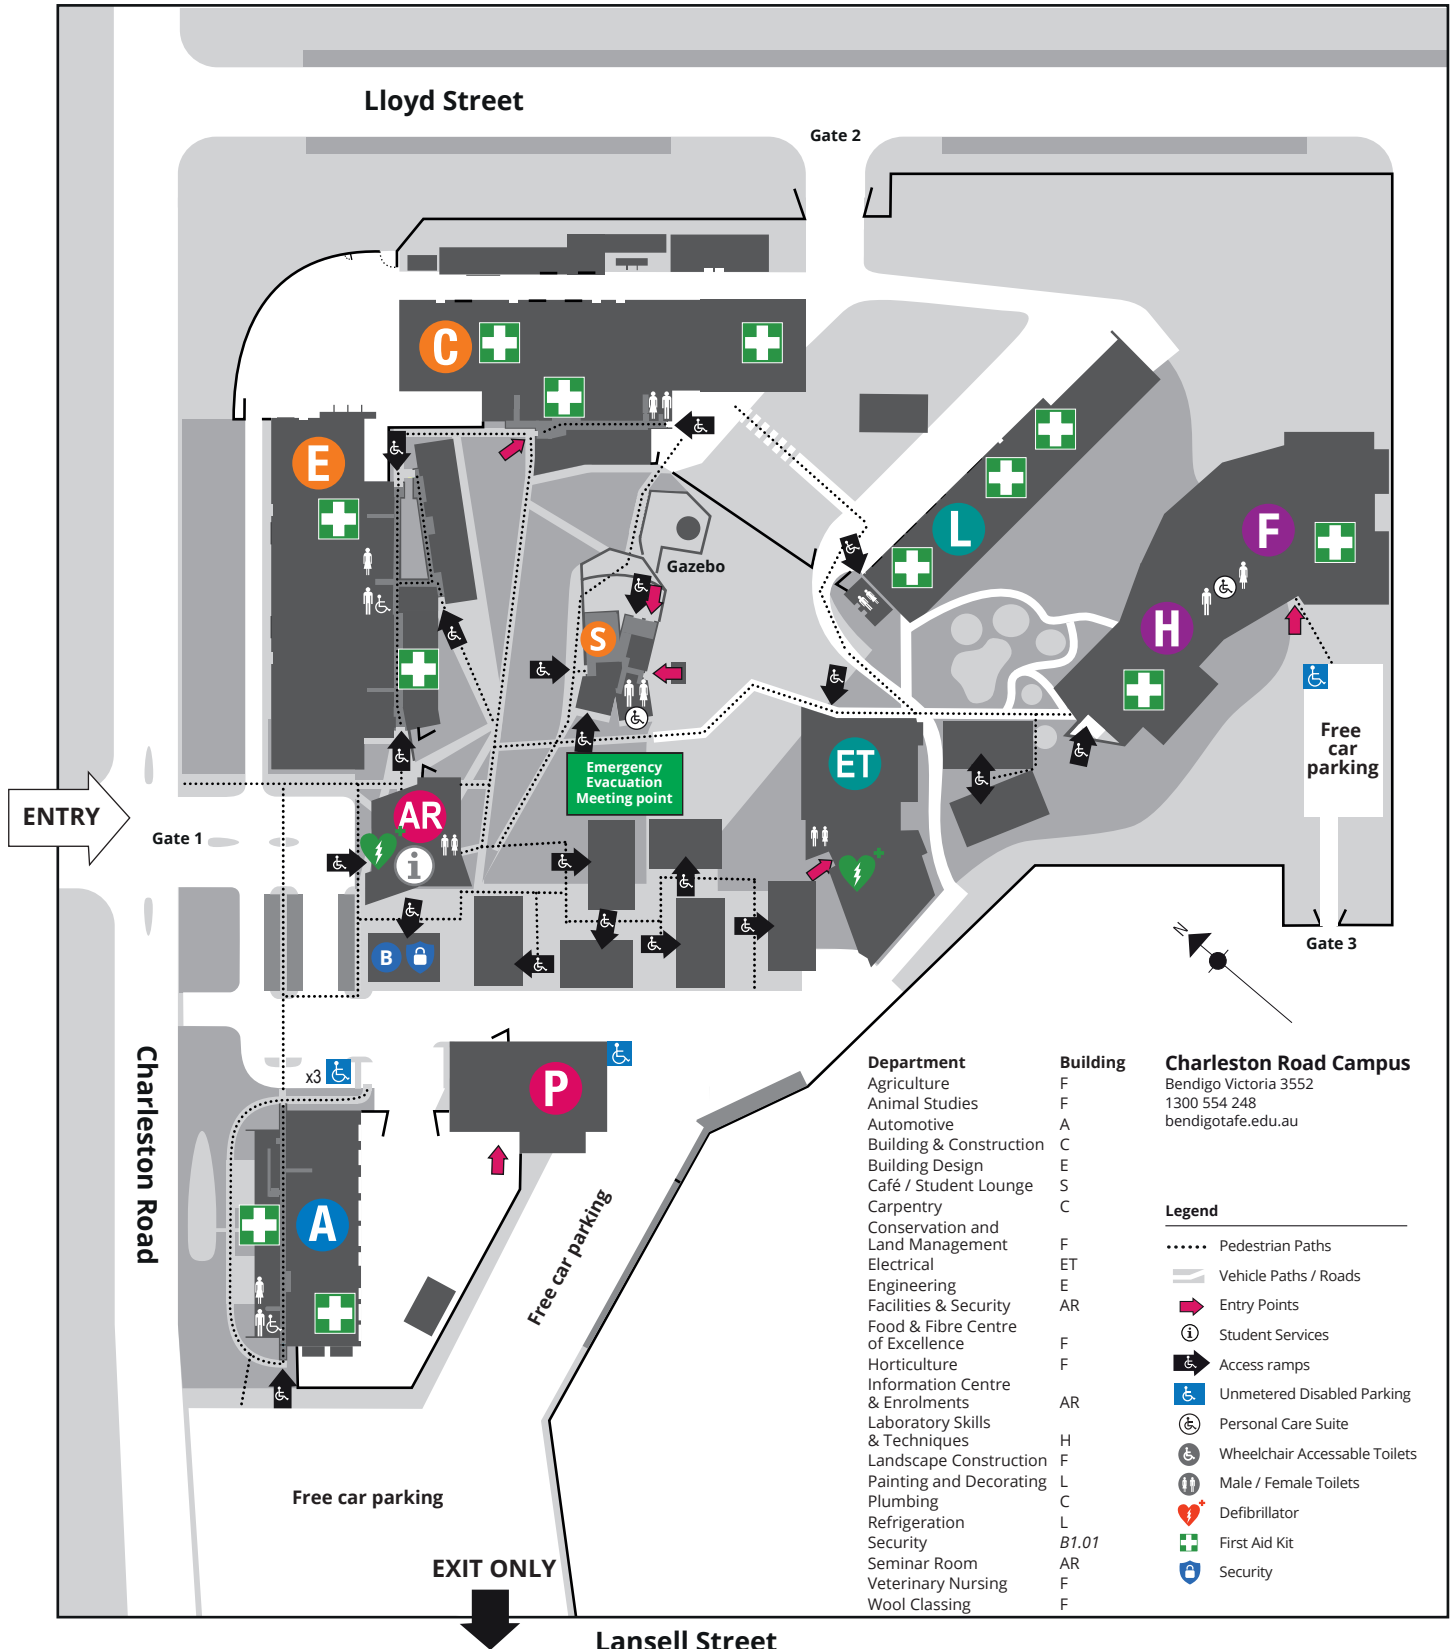 Lloyd Street
Gate 2
C
E
L
F
Gazebo
S
H
Free
car
parking
ET
Emergency
Evacuation
Meeting point
ENTRY
AR
Gate 1
i
B
N
Gate 3
Charleston Road
x3
P
A
Free car parking
Free car parking
EXIT ONLY
Lansell Street
Department Building
Agriculture F
Animal Studies F
Automotive A
Building & Construction C
Building Design E
Café / Student Lounge S
Carpentry C
Conservation and
Land Management F
Electrical ET
Engineering E
Facilities & Security AR
Food & Fibre Centre
of Excellence F
Horticulture F
Information Centre
& Enrolments AR
Laboratory Skills
& Techniques H
Landscape Construction F
Painting and Decorating L
Plumbing C
Refrigeration L
Security B1.01
Seminar Room AR
Veterinary Nursing F
Wool Classing F
Charleston Road Campus
Bendigo Victoria 3552
1300 554 248
bendigotafe.edu.au
Legend
Pedestrian Paths
Vehicle Paths / Roads
Entry Points
i Student Services
Access ramps
Unmetered Disabled Parking
Personal Care Suite
Wheelchair Accessable Toilets
Male / Female Toilets
Defibrillator
First Aid Kit
Security